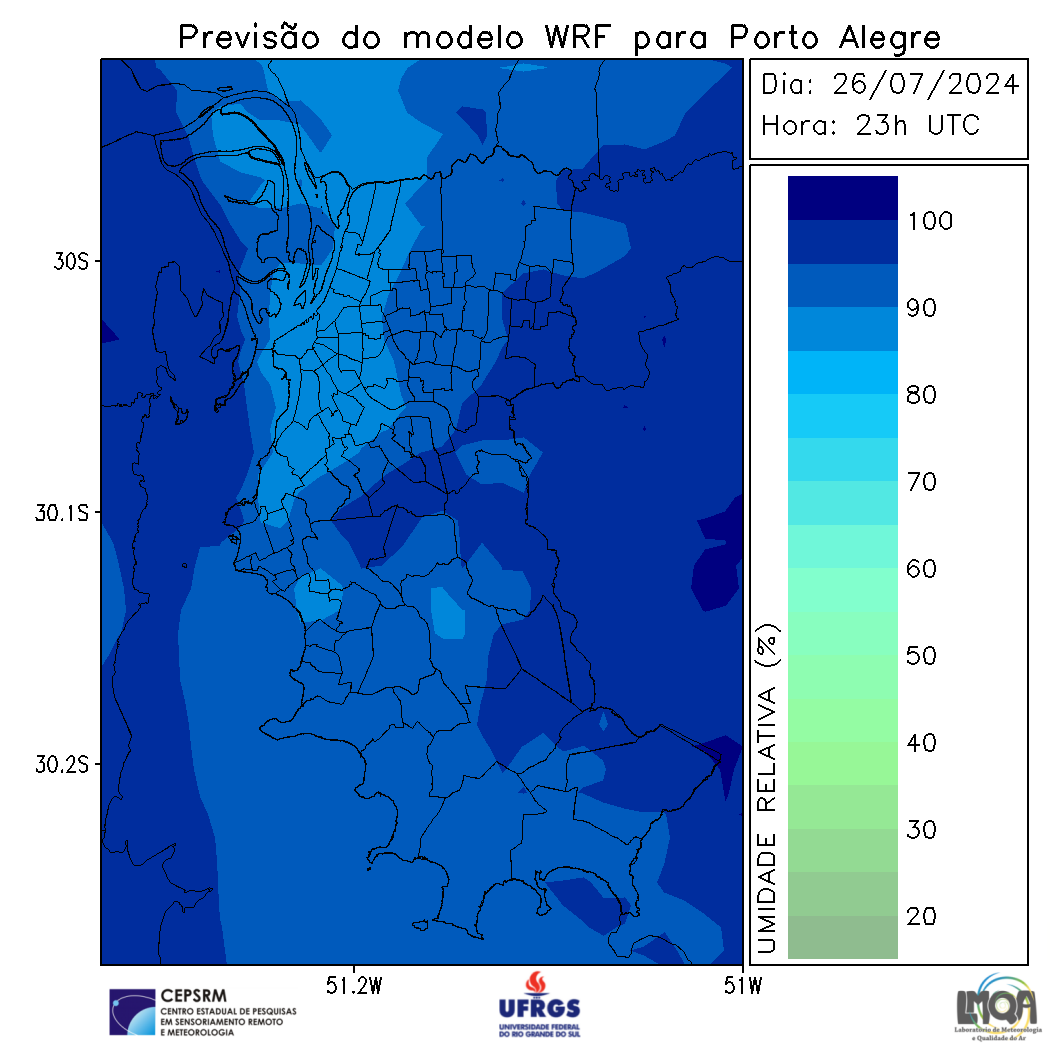 Previsão do modelo WRF para Porto Alegre
Dia: 26/07/2024
Hora: 23h UTC
30S
30.1S
30.2S
51.2W
51W
100
90
80
70
60
50
40
30
20
UMIDADE RELATIVA (%)
CEPSRM
CENTRO ESTADUAL DE PESQUISAS
EM SENSORIAMENTO REMOTO
E METEOROLOGIA
UFRGS
UNIVERSIDADE FEDERAL
DO RIO GRANDE DO SUL
LMQA
Laboratório de Meteorologia
e Qualidade do Ar